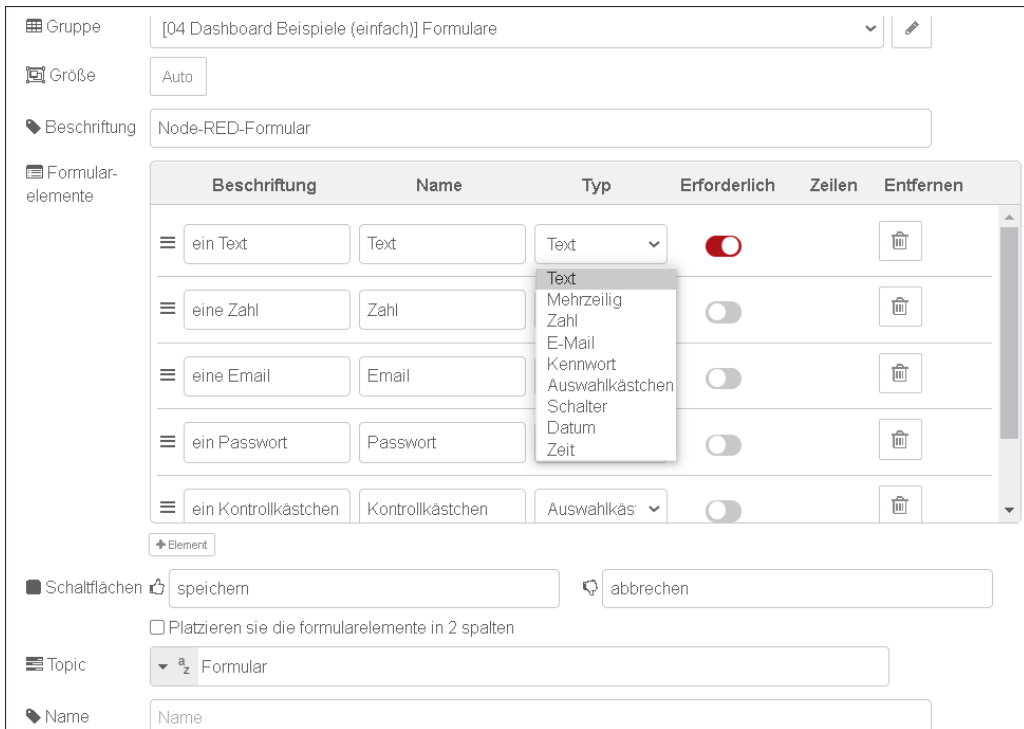 Gruppe [04 Dashboard Beispiele (einfach)] Formulare
Größe Auto
Beschriftung Node-RED-Formular
Formular-
elemente
Beschriftung Name Typ Erforderlich Zeilen Entfernen
ein Text Text Text
Text
Mehrzeilig
Zahl
E-Mail
Kennwort
Auswahlkästchen
Schalter
Datum
Zeit
eine Zahl Zahl
eine Email Email
ein Passwort Passwort
ein Kontrollkästchen Kontrollkästchen Auswahlkäs
Element
Schaltflächen speichern abbrechen
Platzieren sie die formularelemente in 2 spalten
Topic a z Formular
Name Name